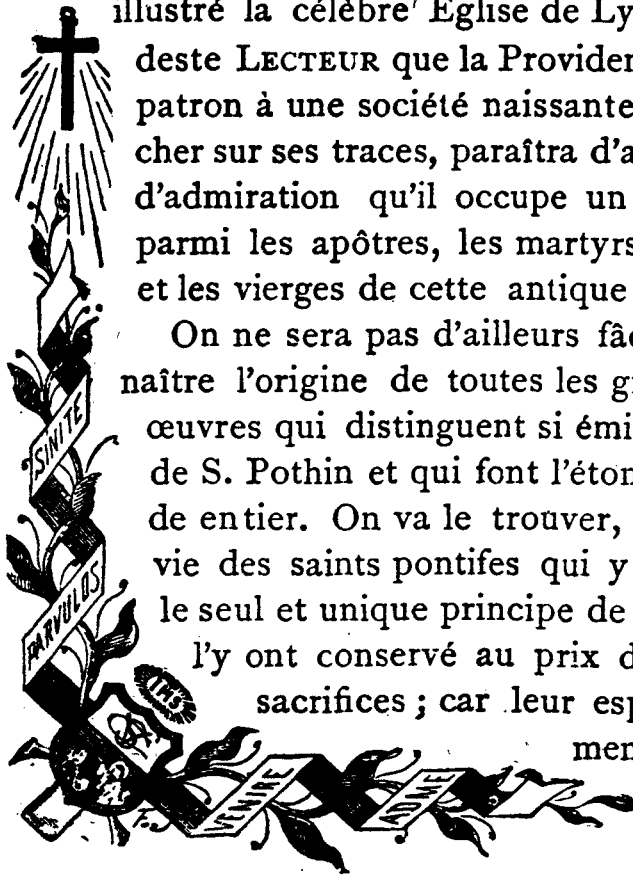 illustré la célèbre Eglise de Ly
deste LECTEUR que la Providen
patron à une société naissante
cher sur ses traces, paraîtra d'a
d'admiration qu'il occupe un
parmi les apôtres, les martyrs
et les vierges de cette antique
On ne sera pas d'ailleurs fâc
naître l'origine de toutes les gr
œuvres qui distinguent si émi
de S. Pothin et qui font l'éton
de entier. On va le trouver,
vie des saints pontifes qui y
le seul et unique principe de
l'y ont conservé au prix d
sacrifices ; car leur esp
men
SINITE
PARVULOS
IHS
VENIRE
AD ME